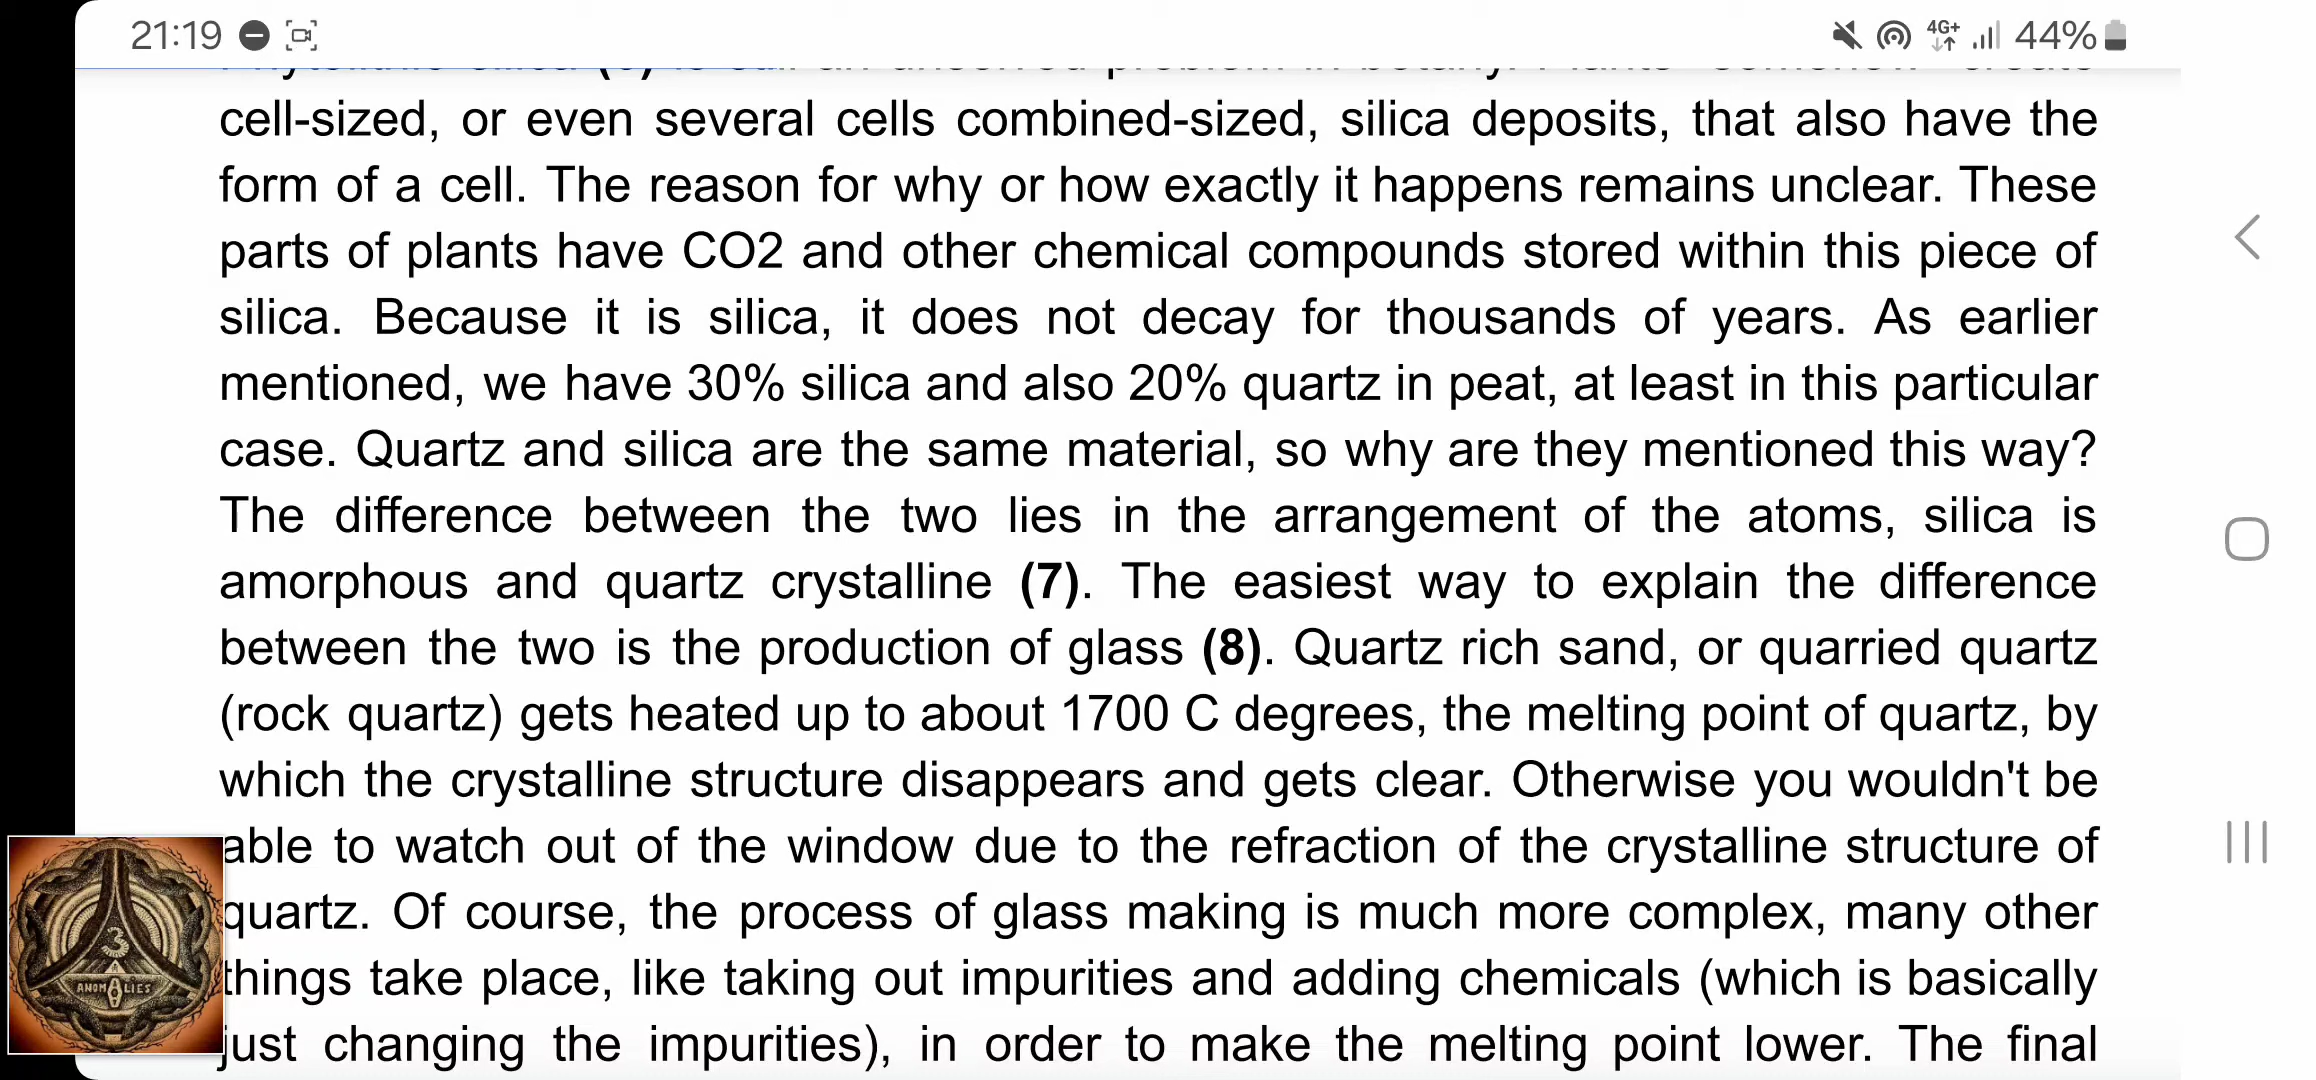 21:19 4G+ 44%
cell-sized, or even several cells combined-sized, silica deposits, that also have the
form of a cell. The reason for why or how exactly it happens remains unclear. These
parts of plants have CO2 and other chemical compounds stored within this piece of
silica. Because it is silica, it does not decay for thousands of years. As earlier
mentioned, we have 30% silica and also 20% quartz in peat, at least in this particular
case. Quartz and silica are the same material, so why are they mentioned this way?
The difference between the two lies in the arrangement of the atoms, silica is
amorphous and quartz crystalline (7). The easiest way to explain the difference
between the two is the production of glass (8). Quartz rich sand, or quarried quartz
(rock quartz) gets heated up to about 1700 C degrees, the melting point of quartz, by
which the crystalline structure disappears and gets clear. Otherwise you wouldn't be
able to watch out of the window due to the refraction of the crystalline structure of
quartz. Of course, the process of glass making is much more complex, many other
things take place, like taking out impurities and adding chemicals (which is basically
just changing the impurities), in order to make the melting point lower. The final
3
ANOMALIES